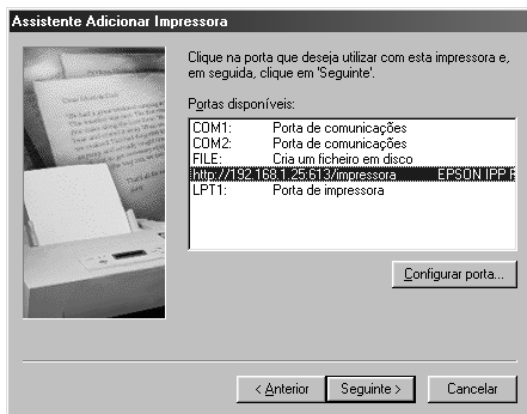 Assistente Adicionar Impressora
Clique na porta que deseja utilizar com esta impressora e,
em seguida, clique em 'Seguinte'.
Portas disponíveis:
COM1: Porta de comunicações
COM2: Porta de comunicações
FILE: Cria um ficheiro em disco
http://192.168.1.25:613/impressora EPSON IPP P
LPT1: Porta de impressora
Configurar porta...
< Anterior Seguinte > Cancelar